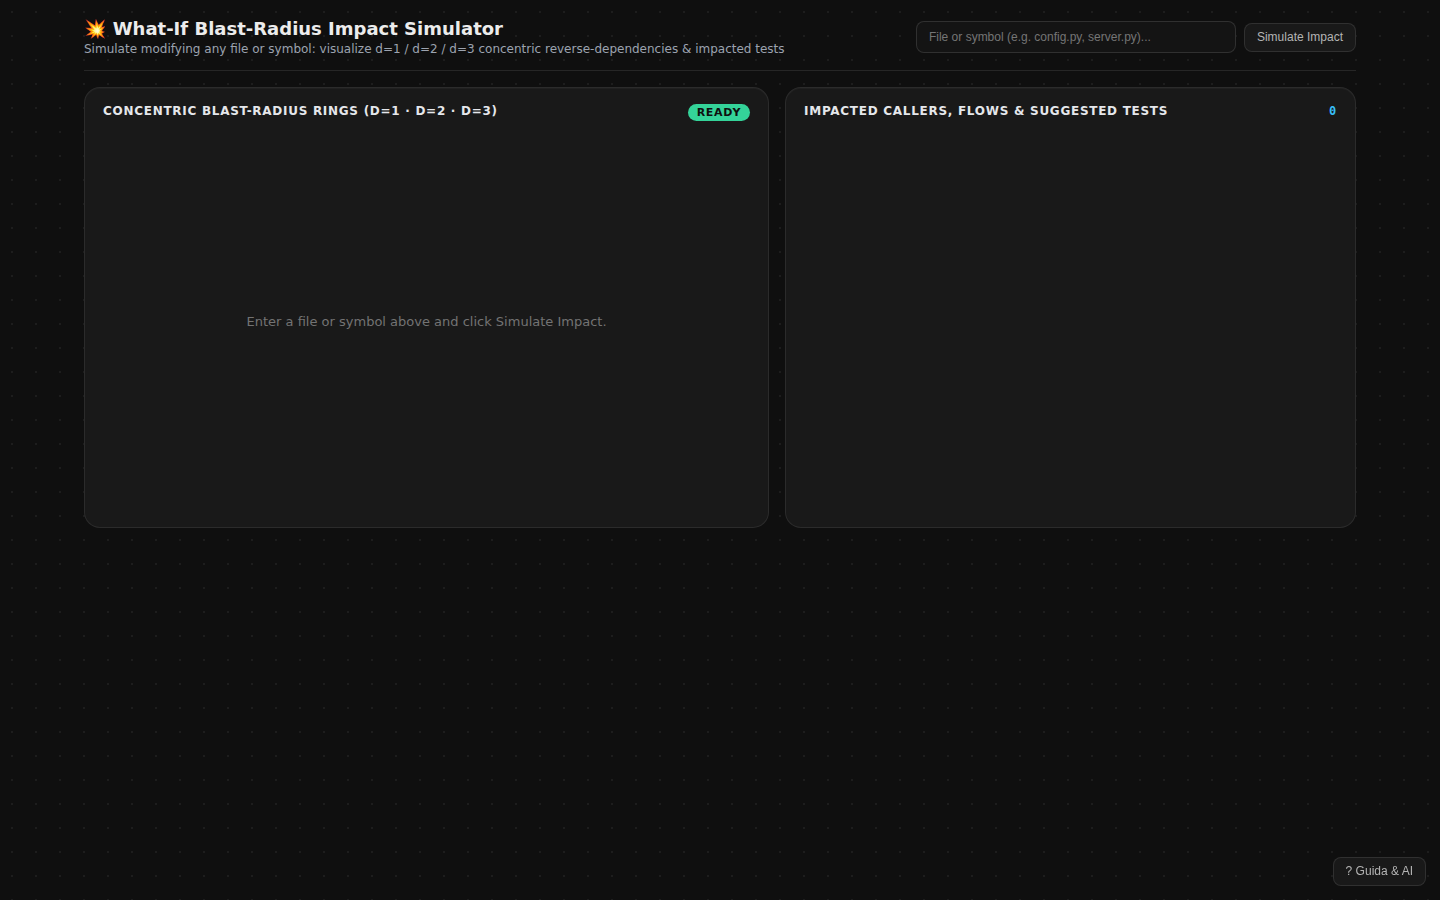 💥 What-If Blast-Radius Impact Simulator
Simulate modifying any file or symbol: visualize d=1 / d=2 / d=3 concentric reverse-dependencies & impacted tests
File or symbol (e.g. config.py, server.py)...
Simulate Impact
CONCENTRIC BLAST-RADIUS RINGS (D=1 · D=2 · D=3)
READY
Enter a file or symbol above and click Simulate Impact.
IMPACTED CALLERS, FLOWS & SUGGESTED TESTS
0
? Guida & AI